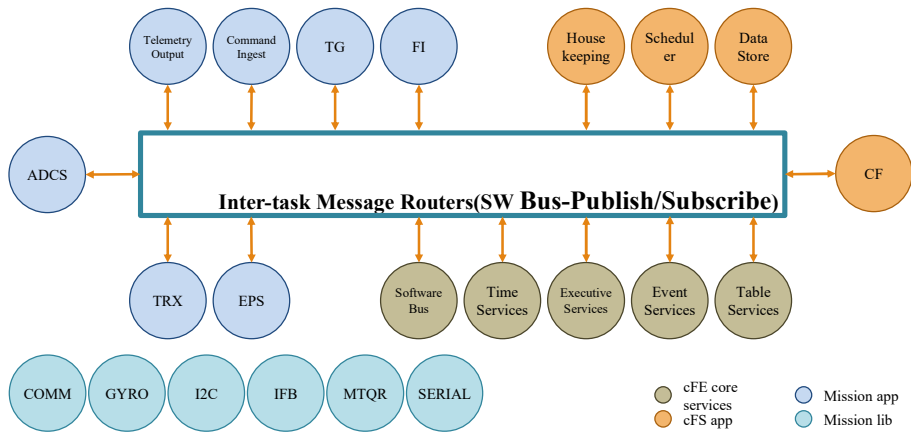 Telemetry
Output
Command
Ingest
TG
FI
House
keeping
Schedul
er
Data
Store
ADCS
Inter-task Message Routers(SW Bus-Publish/Subscribe)
CF
TRX
EPS
Software
Bus
Time
Services
Executive
Services
Event
Services
Table
Services
COMM
GYRO
I2C
IFB
MTQR
SERIAL
cFE core
services
cFS app
Mission app
Mission lib